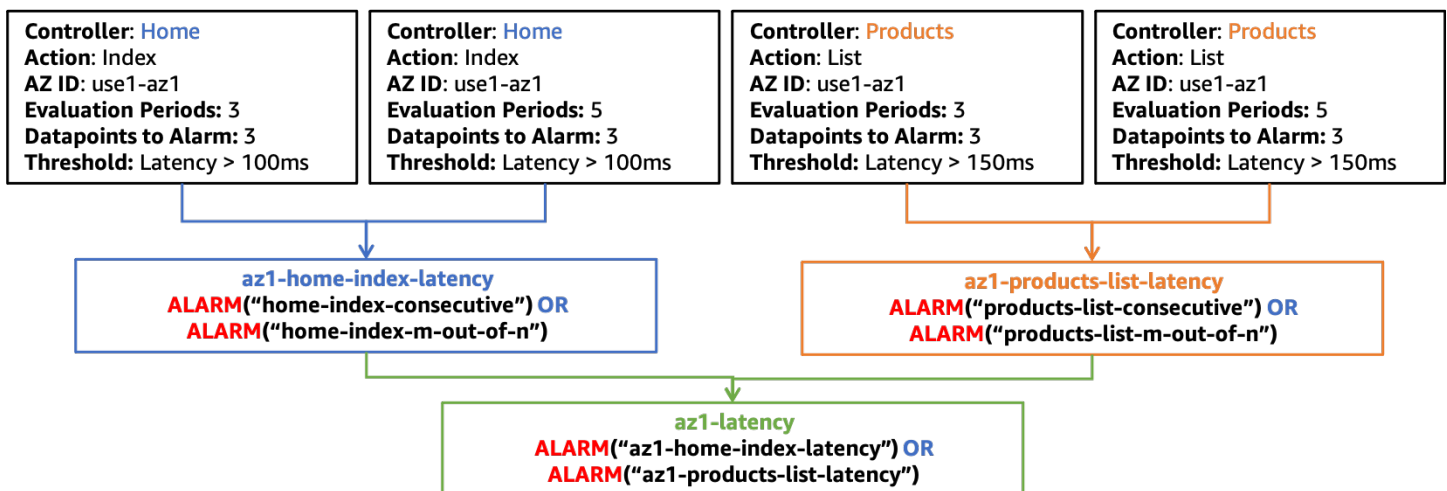 Controller: Home
Action: Index
AZ ID: use1-az1
Evaluation Periods: 3
Datapoints to Alarm: 3
Threshold: Latency > 100ms
Controller: Home
Action: Index
AZ ID: use1-az1
Evaluation Periods: 5
Datapoints to Alarm: 3
Threshold: Latency > 100ms
Controller: Products
Action: List
AZ ID: use1-az1
Evaluation Periods: 3
Datapoints to Alarm: 3
Threshold: Latency > 150ms
Controller: Products
Action: List
AZ ID: use1-az1
Evaluation Periods: 5
Datapoints to Alarm: 3
Threshold: Latency > 150ms
az1-home-index-latency
ALARM(“home-index-consecutive”) OR
ALARM(“home-index-m-out-of-n”)
az1-products-list-latency
ALARM(“products-list-consecutive”) OR
ALARM(“products-list-m-out-of-n”)
az1-latency
ALARM(“az1-home-index-latency”) OR
ALARM(“az1-products-list-latency”)